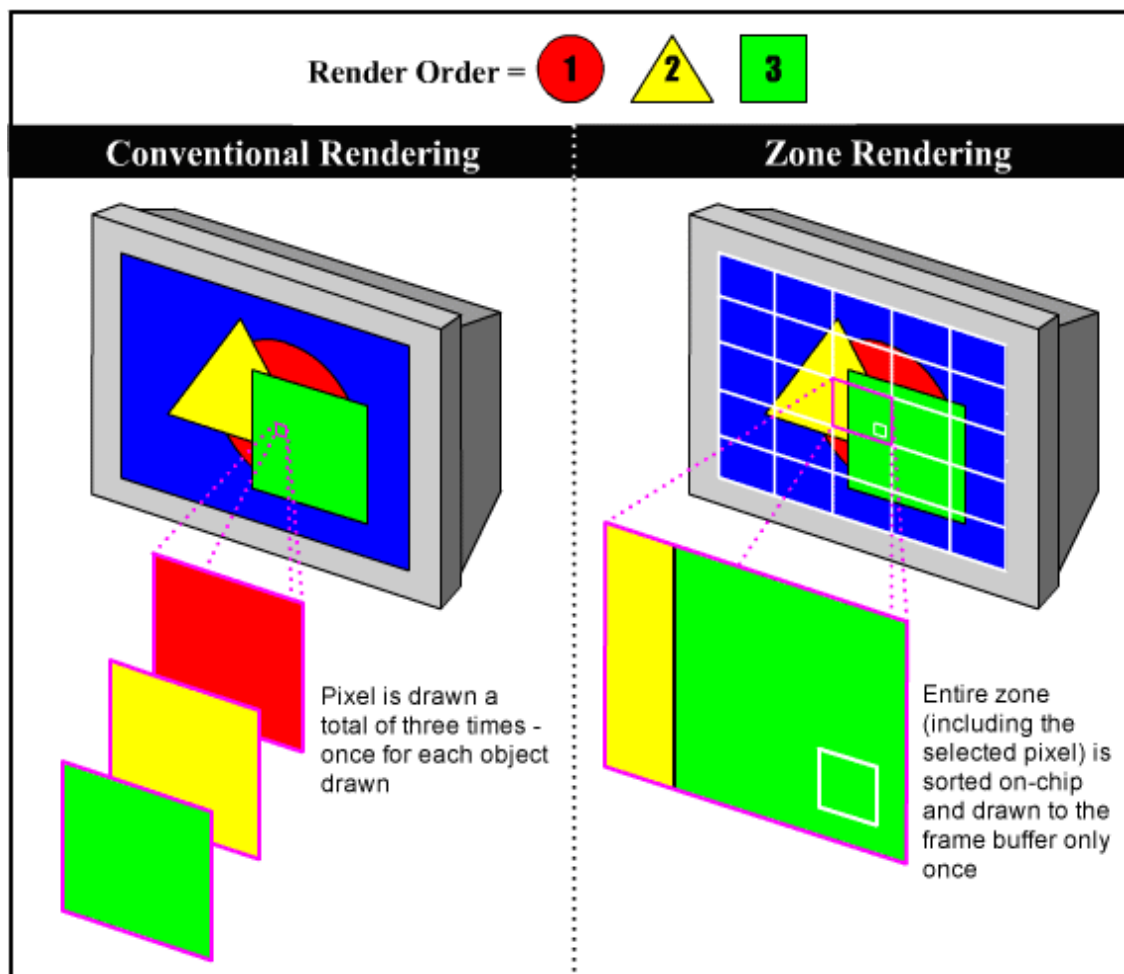 Render Order = 1 2 3
Conventional Rendering
Zone Rendering
Pixel is drawn a
total of three times -
once for each object
drawn
Entire zone
(including the
selected pixel) is
sorted on-chip
and drawn to the
frame buffer only
once